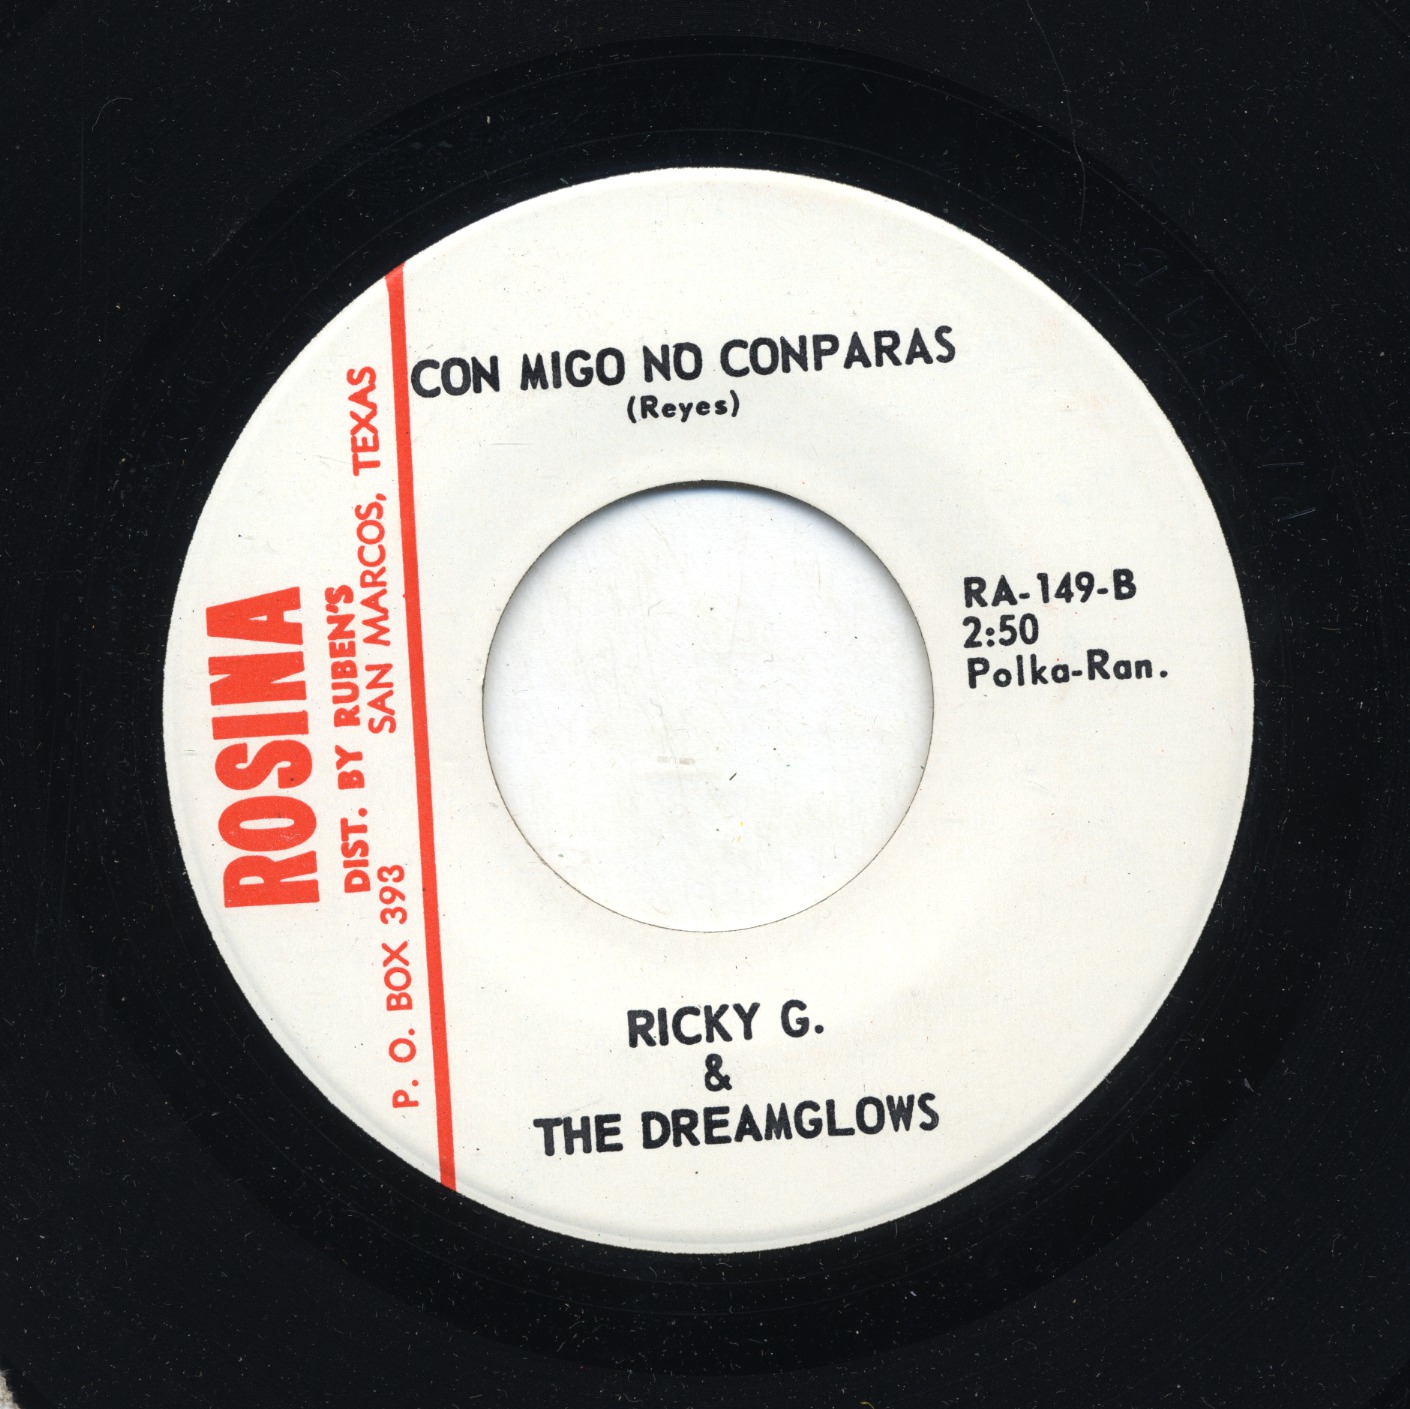 CON MIGO NO CONPARAS
(Reyes)
ROSINA
DIST. BY RUBEN'S
P. O. BOX 393 SAN MARCOS, TEXAS
RA-149-B
2:50
Polka-Ran.
RICKY G.
&
THE DREAMGLOWS